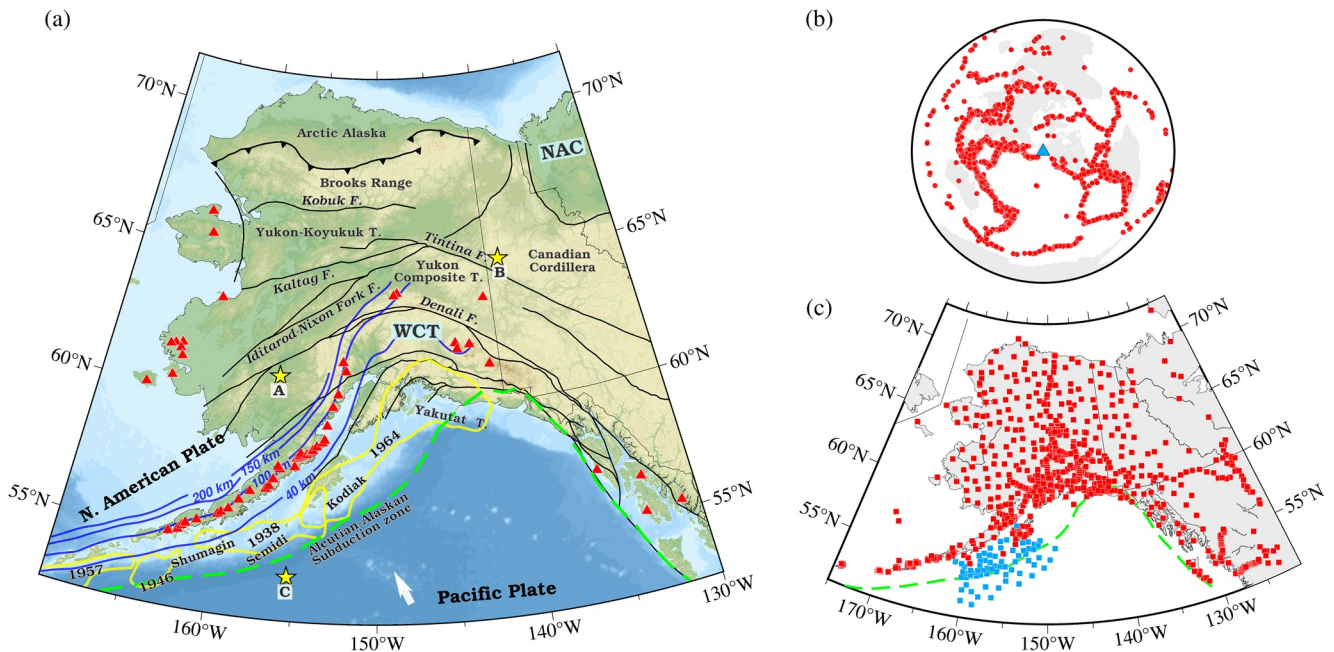 (a)
70°N
65°N
60°N
55°N
160°W
150°W
140°W
130°W
60°N
65°N
70°N
Arctic Alaska
NAC
Brooks Range
Kobuk F.
Yukon-Koyukuk T.
Tintina F.
B
Canadian
Cordillera
Kaltag F.
Yukon
Composite T.
Iditarod-Nixon Fork F.
Denali F.
WCT
A
Yakutat T
N. American Plate
200 km
150 km
100 km
40 km
1964
Kodiak
1938
Semidi
Shumagin
1957
1946
Aleutian-Alaskan
Subduction zone
C
Pacific Plate
(b)
(c)
70°N
65°N
60°N
55°N
170°W
160°W
150°W
140°W
130°W
55°N
60°N
65°N
70°N